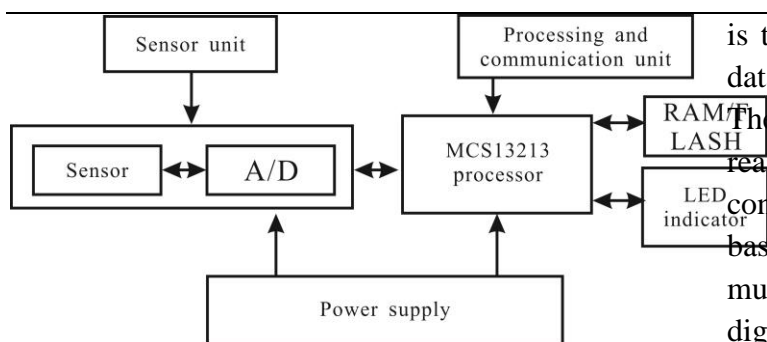 Sensor unit
Processing and
communication unit
Sensor
A/D
MCS13213
processor
RAM/F
LASH
LED
indicator
Power supply
is t
dat
The
rea
con
bas
mu
dig